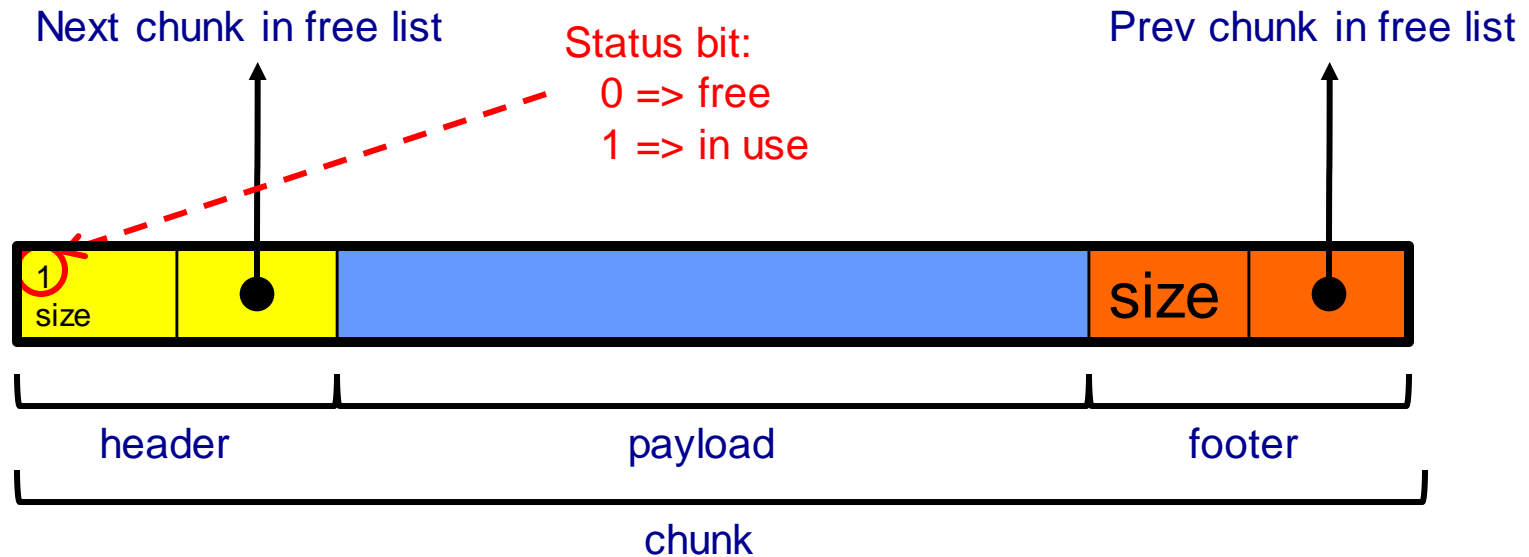 Next chunk in free list
Prev chunk in free list
Status bit:
0 => free
1 => in use
1
size
size
header
payload
footer
chunk